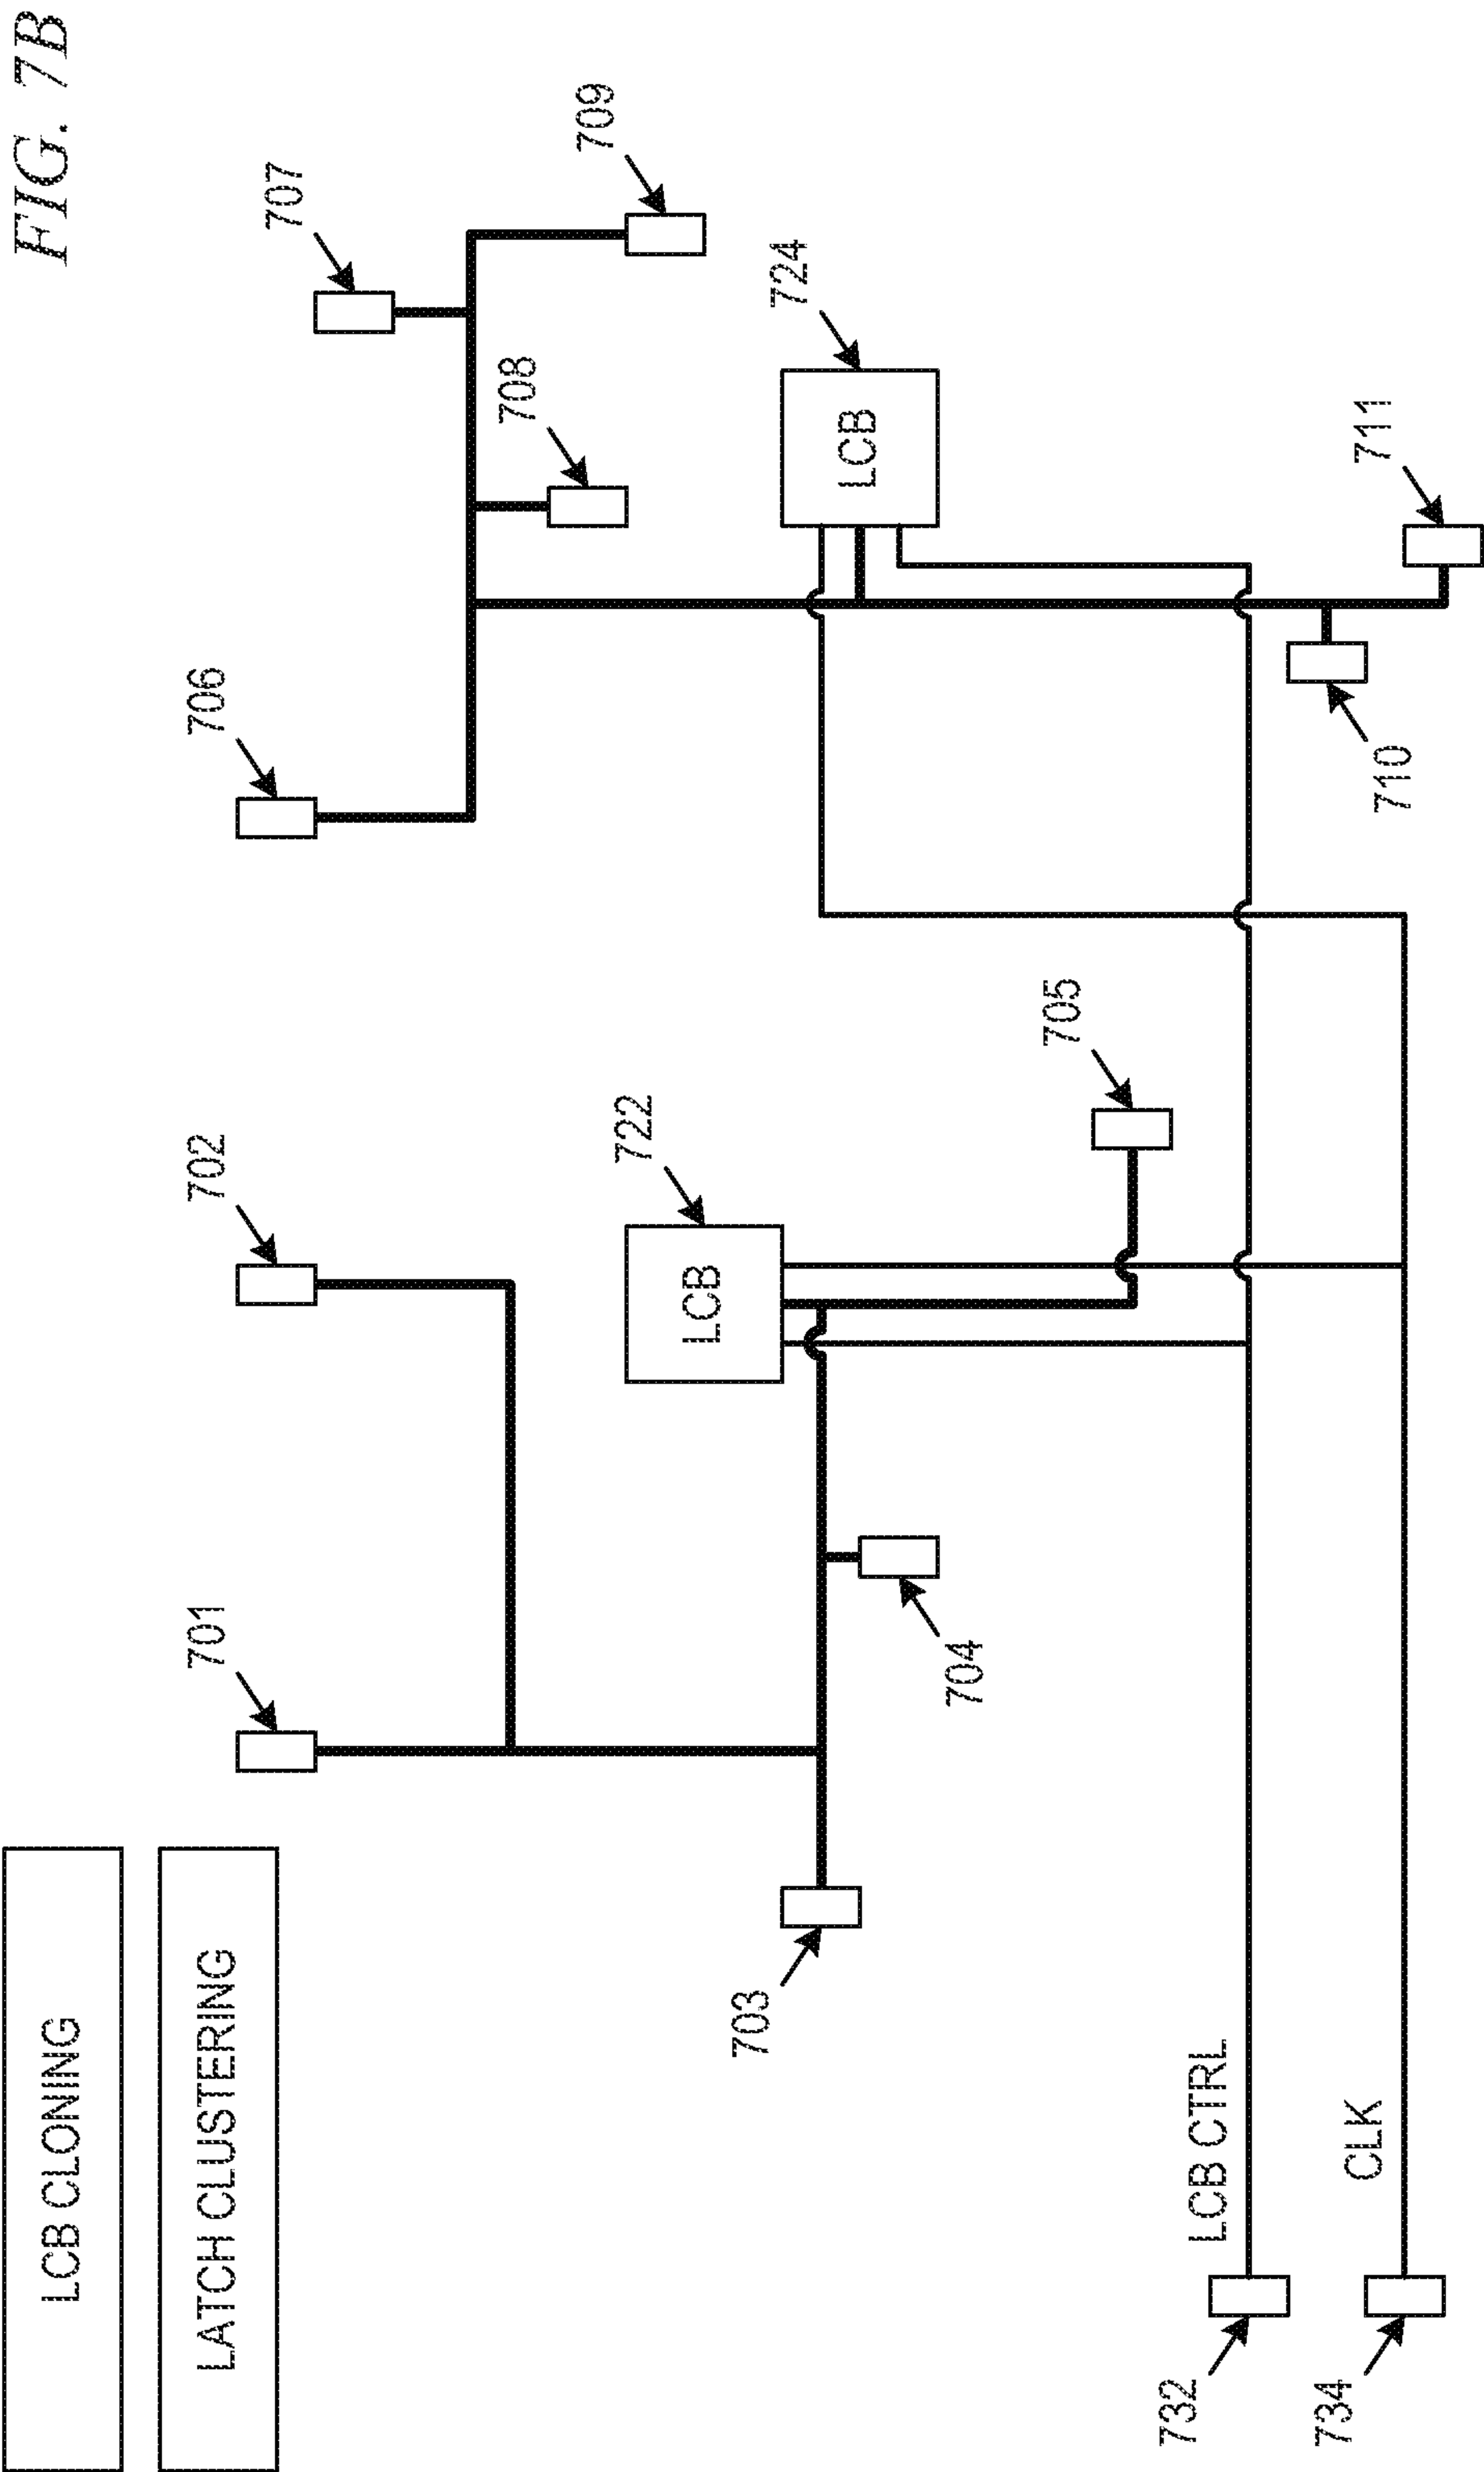 FIG. 7B
LCB CLONING
LATCH CLUSTERING
701
702
706
707
708
709
703
704
722
LCB
705
724
LCB
710
711
732
LCB CTRL
734
CLK